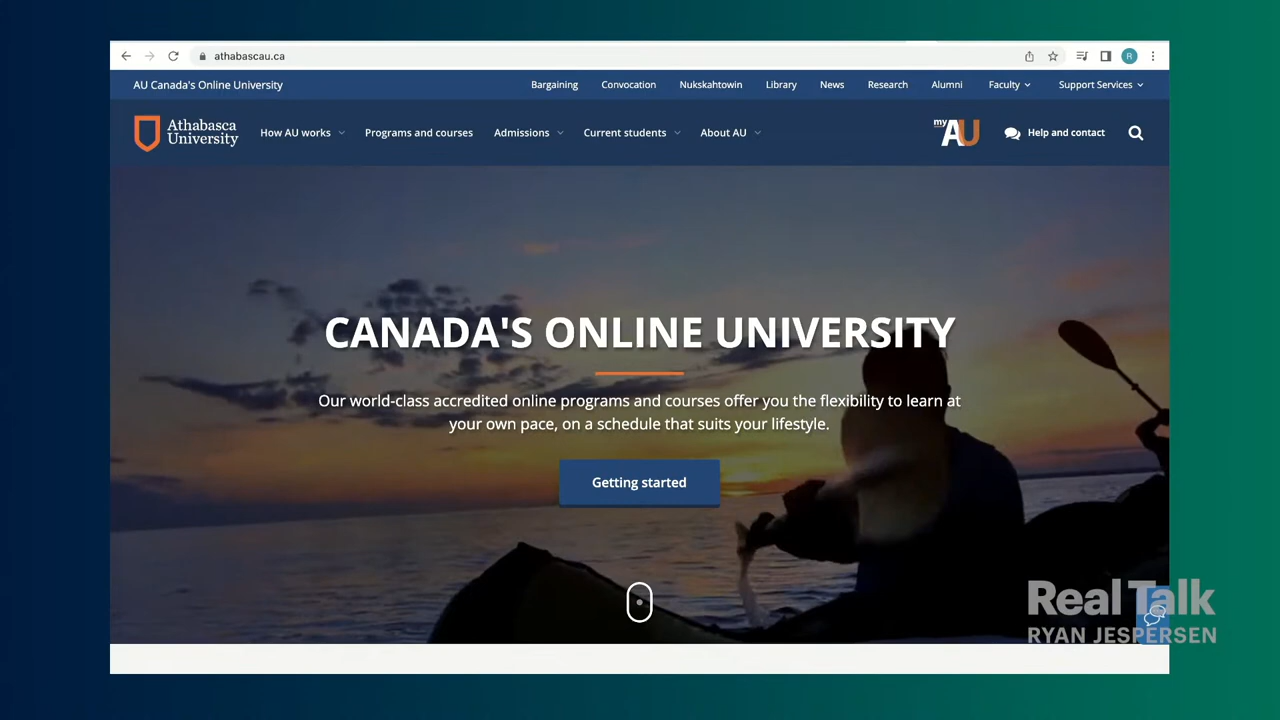 athabascau.ca
R
AU Canada's Online University
Bargaining Convocation Nukskahtowin Library News Research Alumni Faculty Support Services
Athabasca
University
How AU works Programs and courses Admissions Current students About AU
my AU
Help and contact
CANADA'S ONLINE UNIVERSITY
Our world-class accredited online programs and courses offer you the flexibility to learn at
your own pace, on a schedule that suits your lifestyle.
Getting started
Real Talk
RYAN JESPERSEN